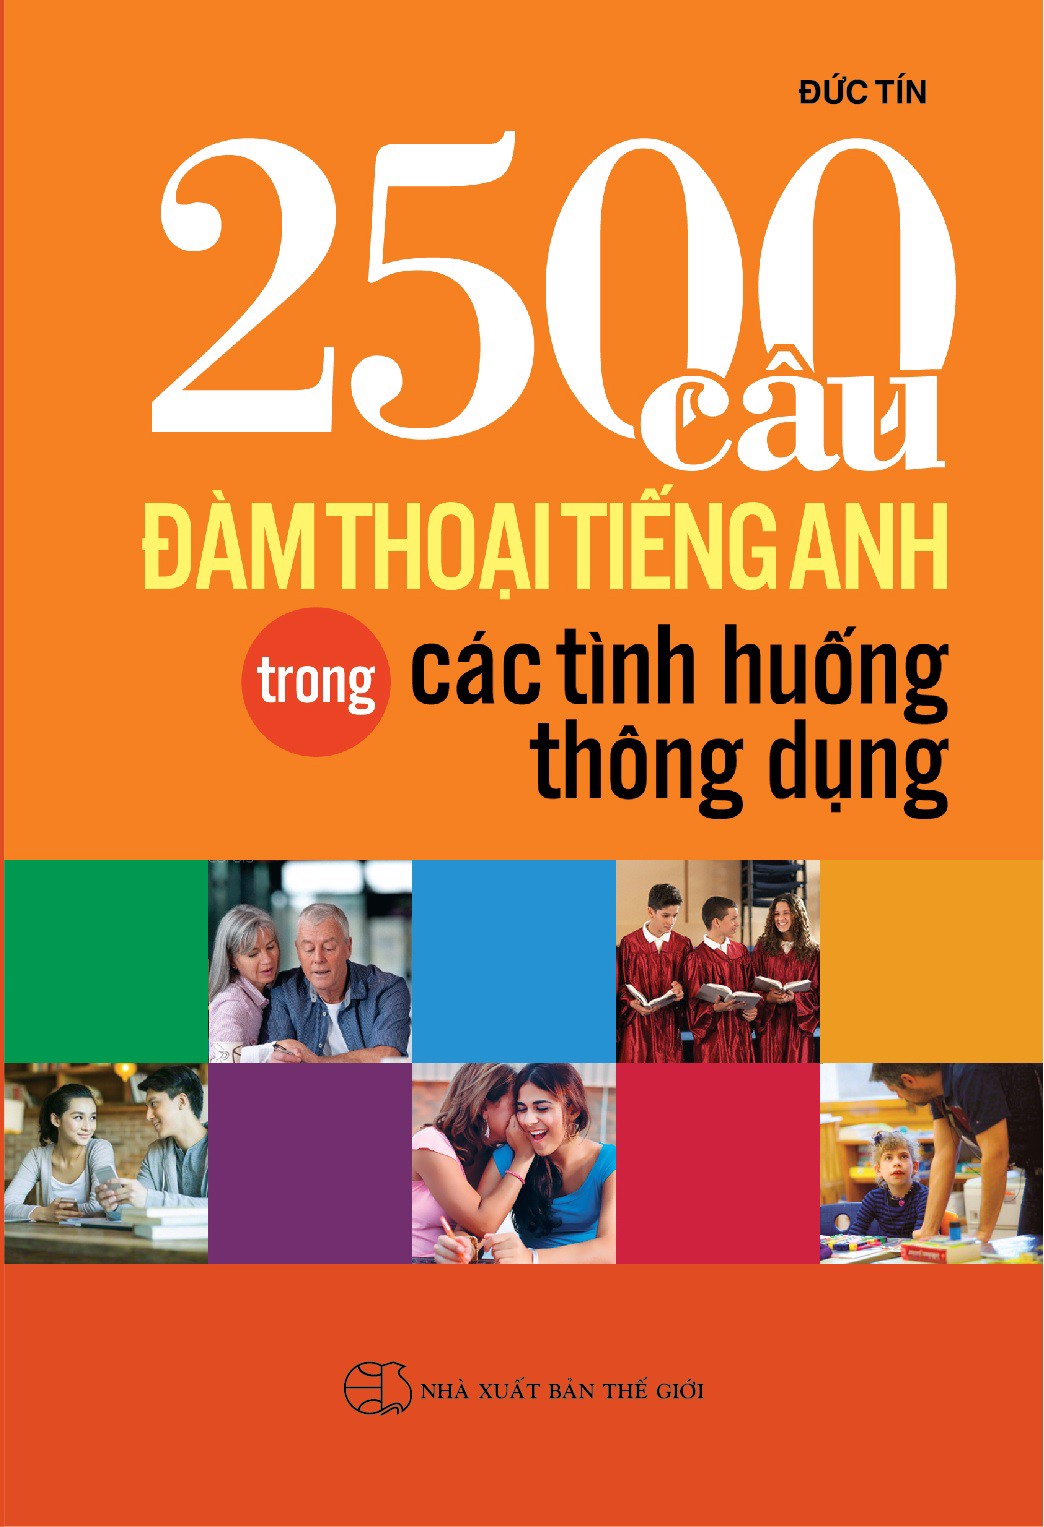 ĐỨC TÍN
2500
câu
ĐÀM THOẠI TIẾNG ANH
trong các tình huống
thông dụng
NHÀ XUẤT BẢN THẾ GIỚI